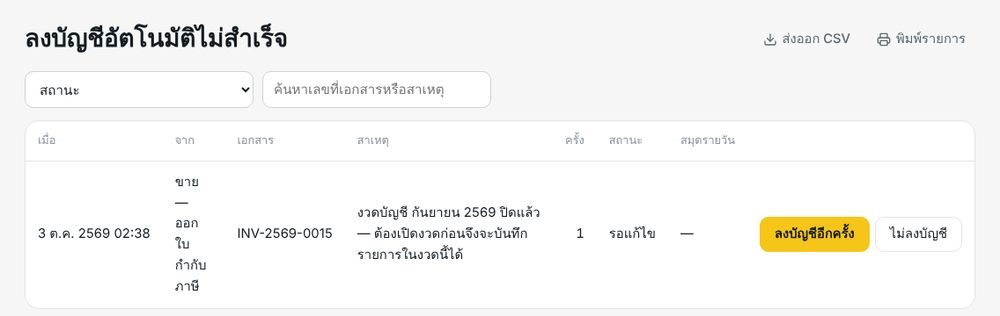 ลงบัญชีอัตโนมัติไม่สำเร็จ
ส่งออก CSV
พิมพ์รายการ
สถานะ
ค้นหาเลขที่เอกสารหรือสาเหตุ
เมื่อ จาก เอกสาร สาเหตุ ครั้ง สถานะ สมุดรายวัน
3 ต.ค. 2569 02:38
ขาย
—
ออก
ใบ
กำกับ
ภาษี
INV-2569-0015
งวดบัญชี กันยายน 2569 ปิดแล้ว
— ต้องเปิดงวดก่อนจึงจะบันทึก
รายการในงวดนี้ได้
1
รอแก้ไข
—
ลงบัญชีอีกครั้ง
ไม่ลงบัญชี